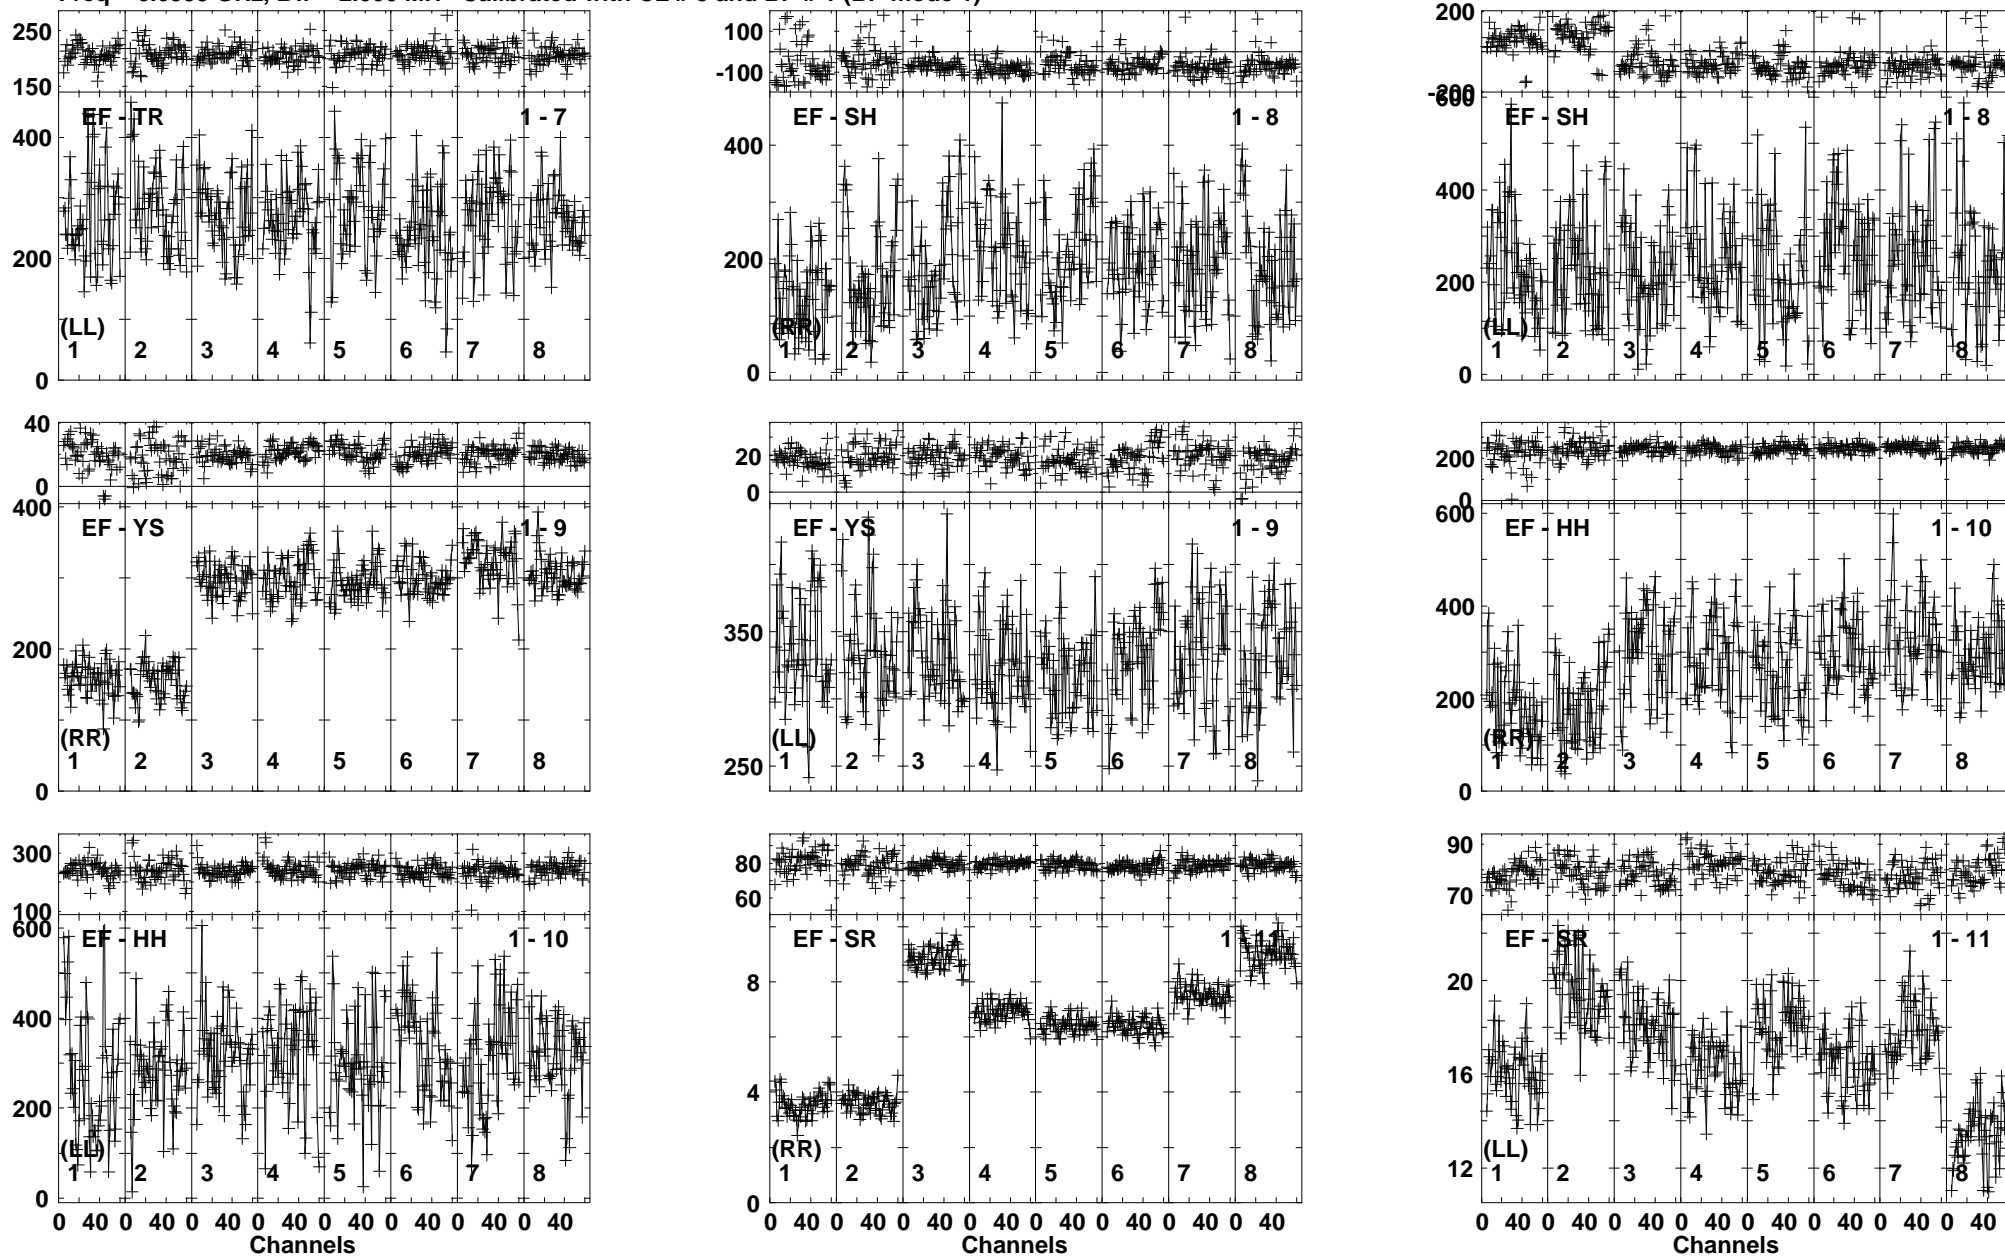 250 150 100 -100 200 -200
400 200 0 400 200 0 600 400 200 0
EF - TR 1 - 7 EF - SH 1 - 8 EF - SH 1 - 8
(LL) (RR) (LL)
1 2 3 4 5 6 7 8 1 2 3 4 5 6 7 8 1 2 3 4 5 6 7 8
40 0 20 0 200 0
400 200 0 350 250 600 400 200 0
EF - YS 1 - 9 EF - YS 1 - 9 EF - HH 1 - 10
(RR) (LL) (RR)
1 2 3 4 5 6 7 8 1 2 3 4 5 6 7 8 1 2 3 4 5 6 7 8
300 100 80 60 90 70
600 400 200 0 8 4 0 20 16 12
EF - HH 1 - 10 EF - SR 1 - 11 EF - SR 1 - 11
(LL) (RR) (LL)
1 2 3 4 5 6 7 8 1 2 3 4 5 6 7 8 1 2 3 4 5 6 7 8
0 40 0 40 0 40 0 40 0 40 0 40 0 40 0 40 0 40 0 40 0 40 0 40 0 40 0 40 0 40 0 40 0 40 0 40 0 40 0 40 0 40 0 40 0 40 0 40
Channels Channels Channels